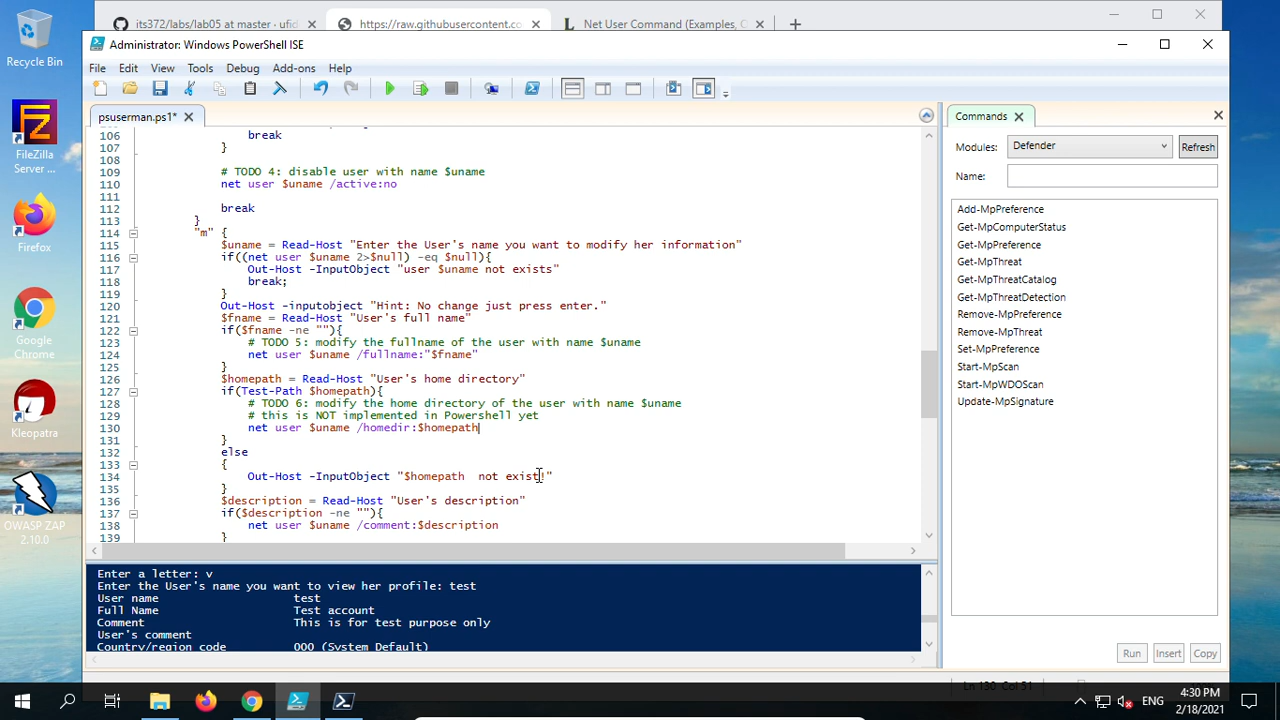 its372/labs/lab05 at master · ufid
https://raw.githubusercontent.co
Net User Command (Examples, O
Recycle Bin
FileZilla Server ...
Firefox
Google Chrome
Kleopatra
OWASP ZAP 2.10.0
Administrator: Windows PowerShell ISE
File Edit View Tools Debug Add-ons Help
psuserman.ps1*
106 break
107 }
108
109 # TODO 4: disable user with name $uname
110 net user $uname /active:no
111
112 break
113 }
114 "m" {
115 $uname = Read-Host "Enter the User's name you want to modify her information"
116 if((net user $uname 2>$null) -eq $null){
117 Out-Host -InputObject "user $uname not exists"
118 break;
119 }
120 Out-Host -inputobject "Hint: No change just press enter."
121 $fname = Read-Host "User's full name"
122 if($fname -ne ""){
123 # TODO 5: modify the fullname of the user with name $uname
124 net user $uname /fullname:"$fname"
125 }
126 $homepath = Read-Host "User's home directory"
127 if(Test-Path $homepath){
128 # TODO 6: modify the home directory of the user with name $uname
129 # this is NOT implemented in Powershell yet
130 net user $uname /homedir:$homepath
131 }
132 else
133 {
134 Out-Host -InputObject "$homepath  not exist!"
135 }
136 $description = Read-Host "User's description"
137 if($description -ne ""){
138 net user $uname /comment:$description
139 }
Enter a letter: v
Enter the User's name you want to view her profile: test
User name test
Full Name Test account
Comment This is for test purpose only
User's comment
Country/region code 000 (System Default)
Commands
Modules: Defender Refresh
Name:
Add-MpPreference
Get-MpComputerStatus
Get-MpPreference
Get-MpThreat
Get-MpThreatCatalog
Get-MpThreatDetection
Remove-MpPreference
Remove-MpThreat
Set-MpPreference
Start-MpScan
Start-MpWDOScan
Update-MpSignature
Run Insert Copy
Ln 130 Col 51
ENG
4:30 PM
2/18/2021